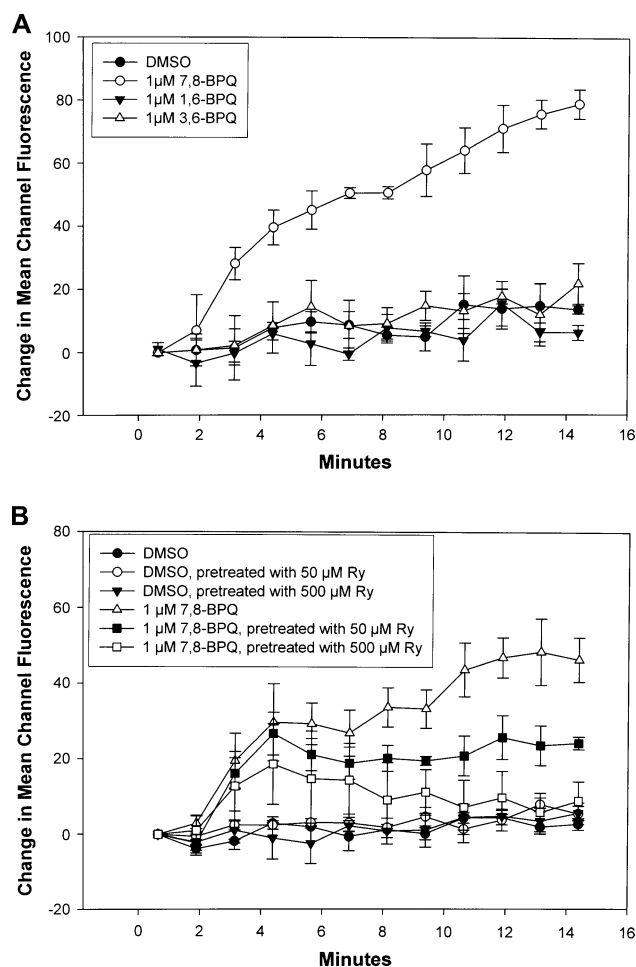 A
100
80
60
40
20
0
-20
Change in Mean Channel Fluorescence
DMSO
1µM 7,8-BPQ
1µM 1,6-BPQ
1µM 3,6-BPQ
0 2 4 6 8 10 12 14 16
Minutes
B
80
60
40
20
0
-20
Change in Mean Channel Fluorescence
DMSO
DMSO, pretreated with 50 µM Ry
DMSO, pretreated with 500 µM Ry
1 µM 7,8-BPQ
1 µM 7,8-BPQ, pretreated with 50 µM Ry
1 µM 7,8-BPQ, pretreated with 500 µM Ry
0 2 4 6 8 10 12 14 16
Minutes